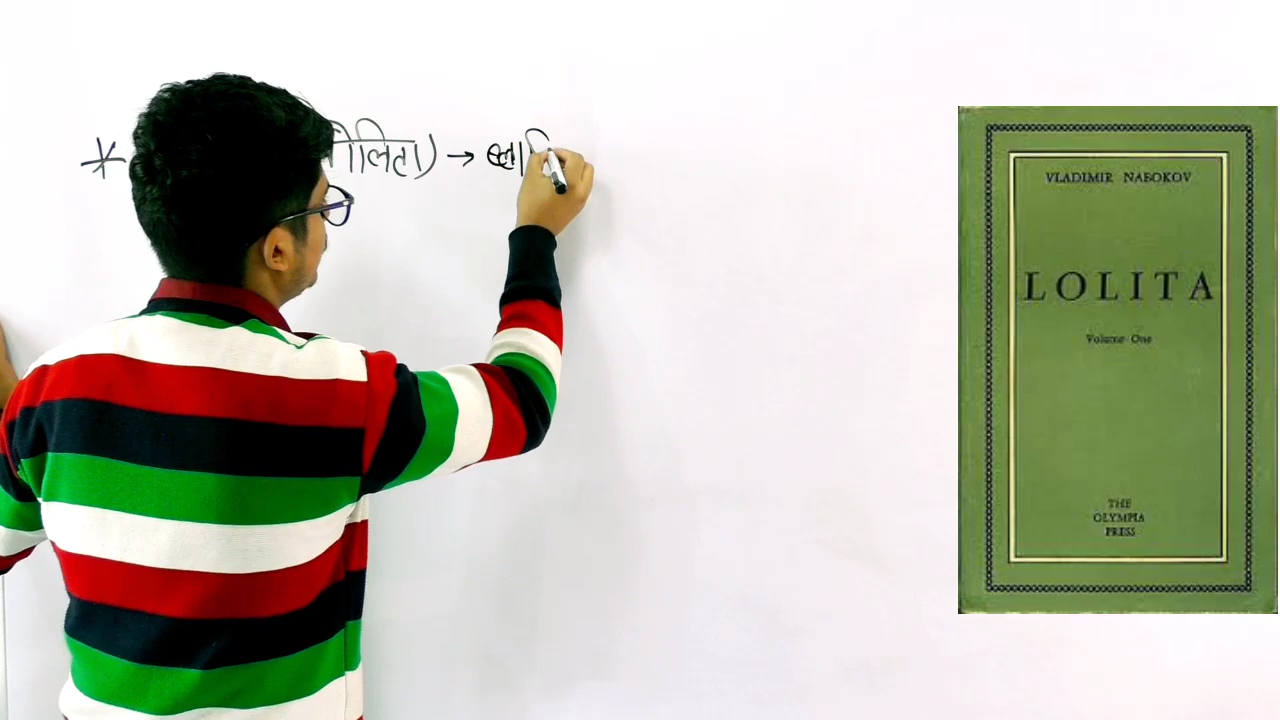 * लिटा) → व्ला
VLADIMIR NABOKOV
LOLITA
Volume One
THE
OLYMPIA
PRESS